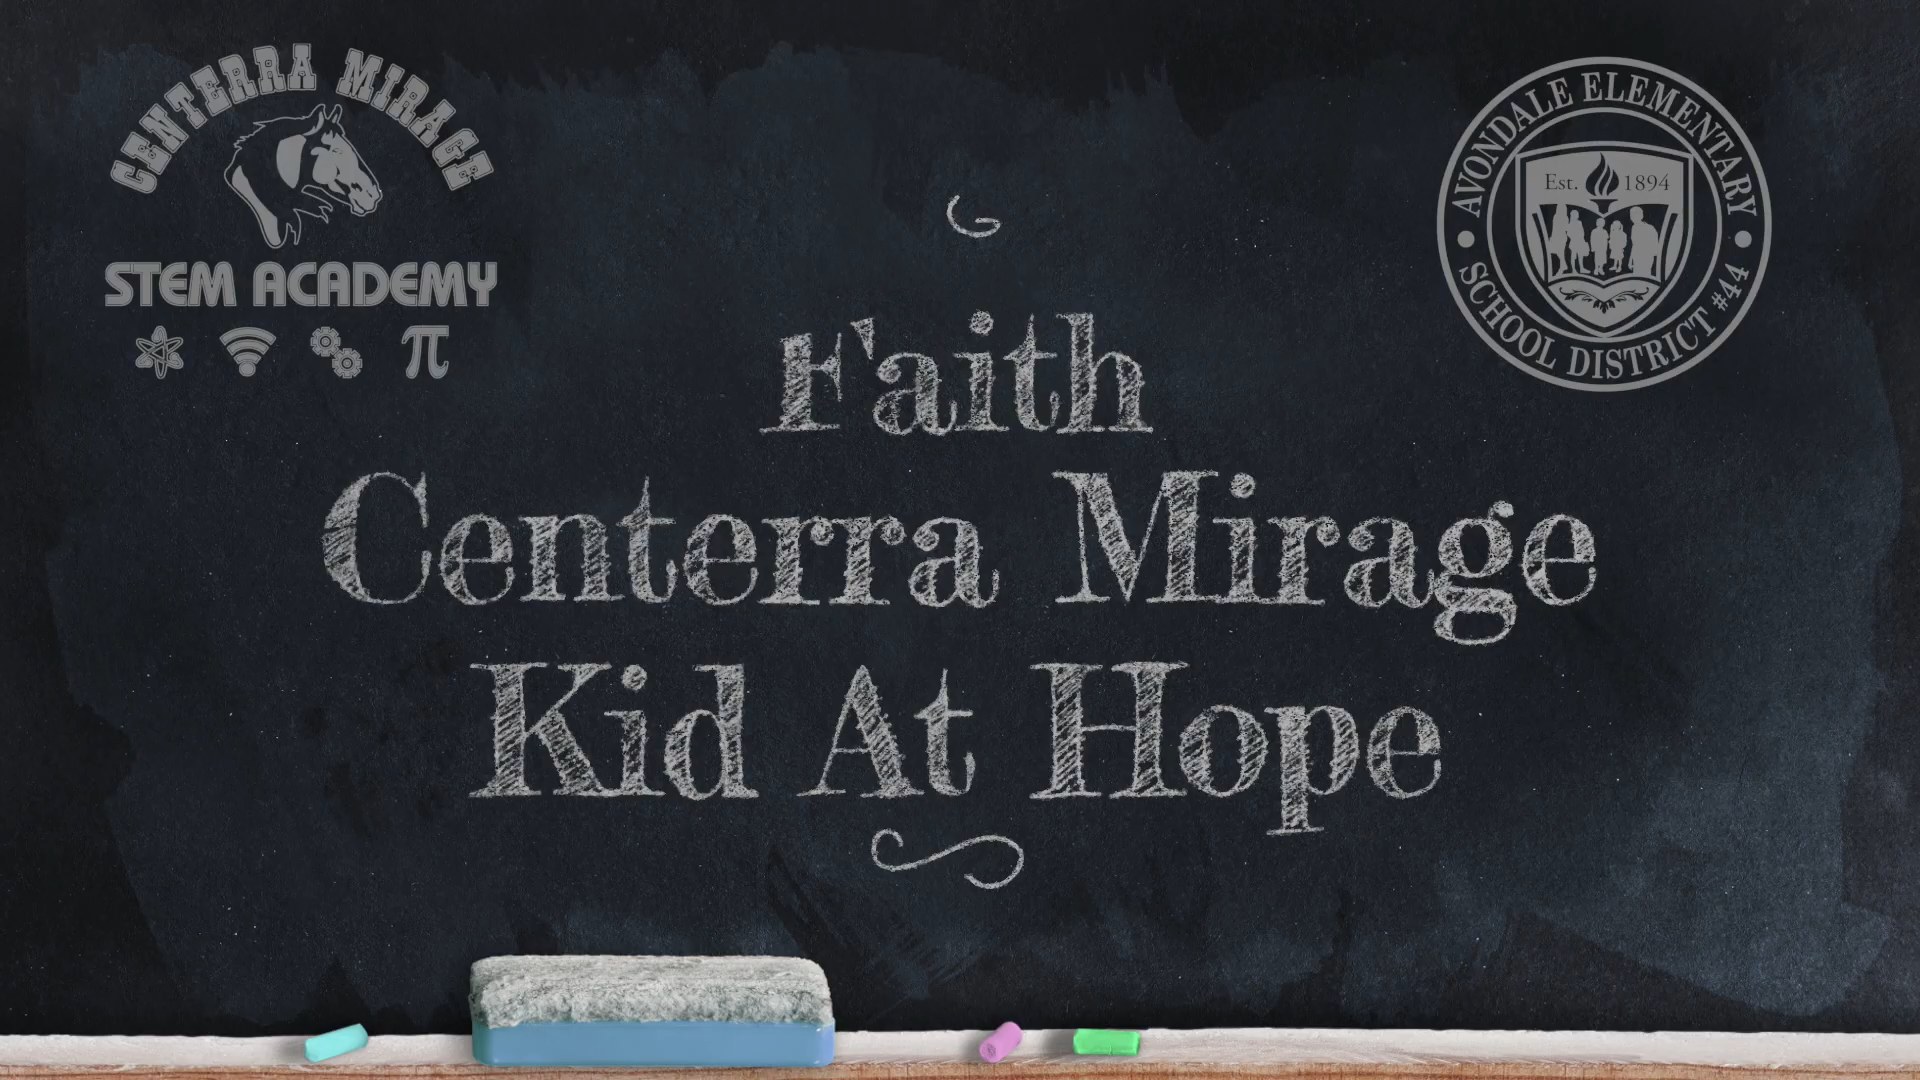 CENTERRA MIRAGE
STEM ACADEMY
π
AVONDALE ELEMENTARY
SCHOOL DISTRICT #44
Est. 1894
Faith
Centerra Mirage
Kid At Hope